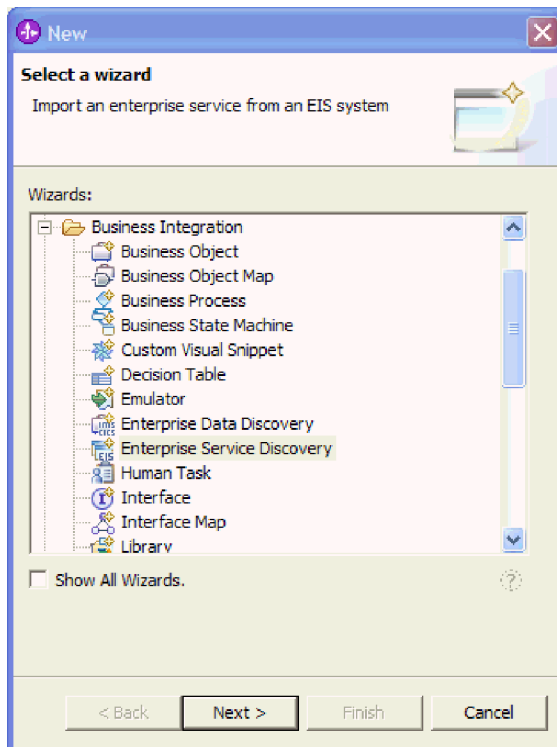 New
Select a wizard
Import an enterprise service from an EIS system
Wizards:
Business Integration
Business Object
Business Object Map
Business Process
Business State Machine
Custom Visual Snippet
Decision Table
Emulator
Enterprise Data Discovery
Enterprise Service Discovery
Human Task
Interface
Interface Map
Library
Show All Wizards.
< Back
Next >
Finish
Cancel